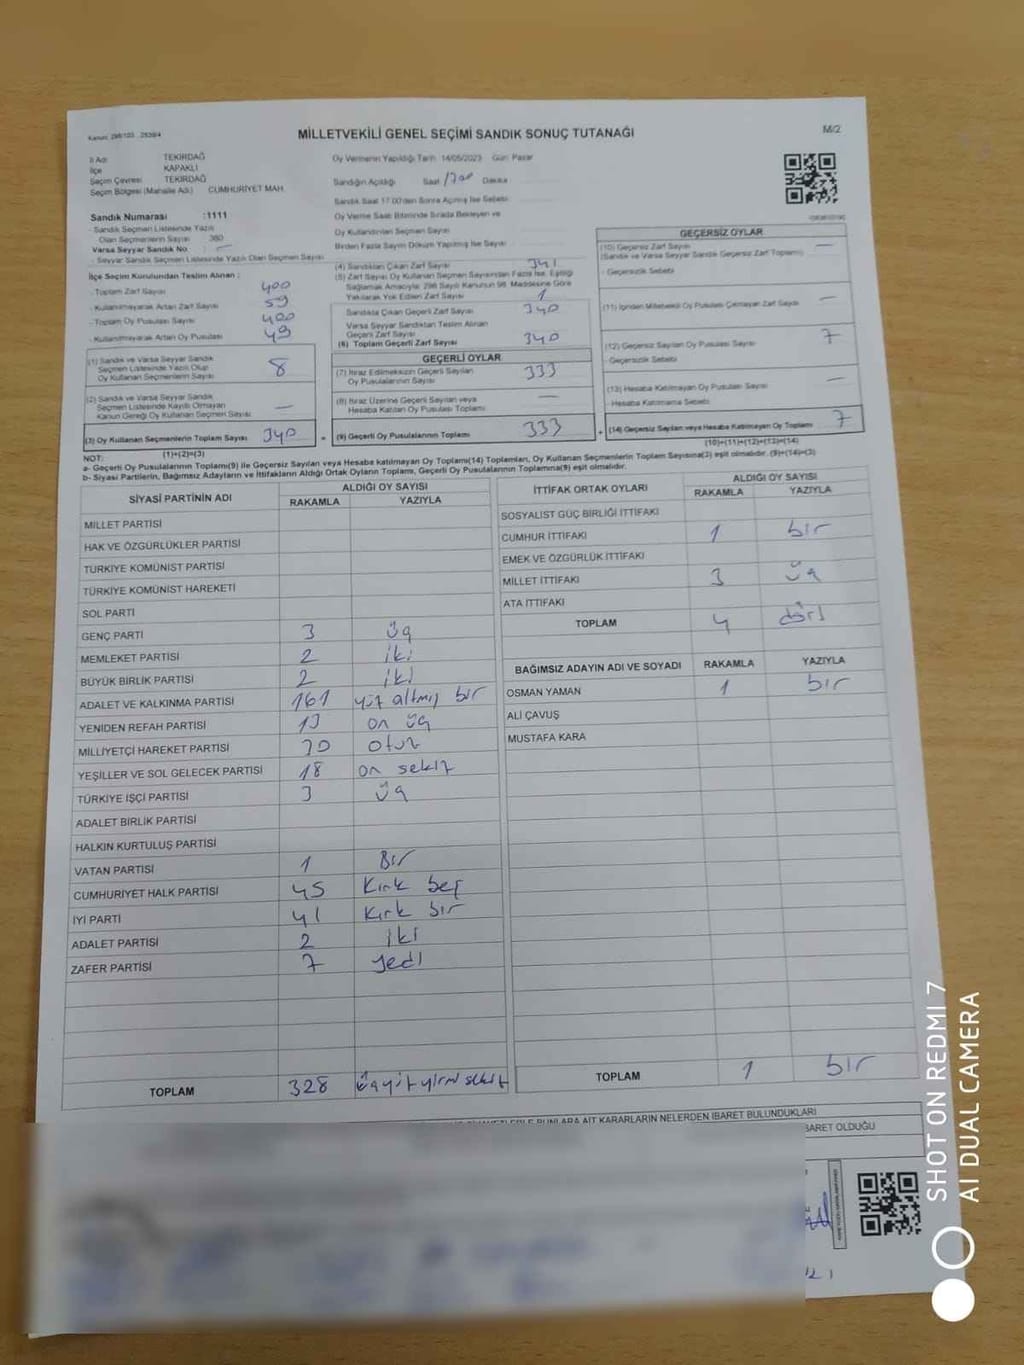 Kanun: 298/103 2839/4
MİLLETVEKİLİ GENEL SEÇİMİ SANDIK SONUÇ TUTANAĞI
M/2
İl Adı TEKİRDAĞ
İlçe KAPAKLI
Seçim Çevresi TEKİRDAĞ
Seçim Bölgesi (Mahalle Adı) CUMHURİYET MAH.
Sandık Numarası :1111
- Sandık Seçmen Listesinde Yazılı
Olan Seçmenlerin Sayısı 380
Varsa Seyyar Sandık No. : —
- Seyyar Sandık Seçmen Listesinde Yazılı Olan Seçmen Sayısı
İlçe Seçim Kurulundan Teslim Alınan :
- Toplam Zarf Sayısı 400
- Kullanılmayarak Artan Zarf Sayısı 59
- Toplam Oy Pusulası Sayısı 400
- Kullanılmayarak Artan Oy Pusulası 49
(1) Sandık ve Varsa Seyyar Sandık
Seçmen Listesinde Yazılı Olup
Oy Kullanan Seçmenlerin Sayısı 8
(2) Sandık ve Varsa Seyyar Sandık
Seçmen Listesinde Kayıtlı Olmayan
Kanun Gereği Oy Kullanan Seçmen Sayısı —
(3) Oy Kullanan Seçmenlerin Toplam Sayısı 340
(1)+(2)=(3)
Oy Vermenin Yapıldığı Tarih: 14/05/2023 Gün: Pazar
Sandığın Açıldığı Saat 1700 Dakika
Sandık Saat 17.00'den Sonra Açılmış İse Sebebi
Oy Verme Saati Bitiminde Sırada Bekleyen ve
Oy Kullandırılan Seçmen Sayısı
Birden Fazla Sayım Döküm Yapılmış İse Sayısı
(4) Sandıktan Çıkan Zarf Sayısı 341
(5) Zarf Sayısı Oy Kullanan Seçmen Sayısından Fazla İse, Eşitliği
Sağlamak Amacıyla; 298 Sayılı Kanunun 98. Maddesine Göre
Yakılarak Yok Edilen Zarf Sayısı 1
Sandıkta Çıkan Geçerli Zarf Sayısı 340
Varsa Seyyar Sandıktan Teslim Alınan
Geçerli Zarf Sayısı
(6) Toplam Geçerli Zarf Sayısı 340
GEÇERLİ OYLAR
(7) İtiraz Edilmeksizin Geçerli Sayılan
Oy Pusulalarının Sayısı 333
(8) İtiraz Üzerine Geçerli Sayılan veya
Hesaba Katılan Oy Pusulası Toplamı —
= (9) Geçerli Oy Pusulalarının Toplamı 333
GEÇERSİZ OYLAR
(10) Geçersiz Zarf Sayısı —
(Sandık ve Varsa Seyyar Sandık Geçersiz Zarf Toplamı)
- Geçersizlik Sebebi
(11) İçinden Milletvekili Oy Pusulası Çıkmayan Zarf Sayısı —
(12) Geçersiz Sayılan Oy Pusulası Sayısı 7
- Geçersizlik Sebebi
(13) Hesaba Katılmayan Oy Pusulası Sayısı —
- Hesaba Katılmama Sebebi
+ (14) Geçersiz Sayılan veya Hesaba Katılmayan Oy Toplamı 7
(10)+(11)+(12)+(13)=(14)
NOT:
a- Geçerli Oy Pusulalarının Toplamı(9) ile Geçersiz Sayılan veya Hesaba katılmayan Oy Toplamı(14) Toplamları, Oy Kullanan Seçmenlerin Toplam Sayısına(3) eşit olmalıdır. (9)+(14)=(3)
b- Siyasi Partilerin, Bağımsız Adayların ve İttifakların Aldığı Ortak Oyların Toplamı, Geçerli Oy Pusulalarının Toplamına(9) eşit olmalıdır.
SİYASİ PARTİNİN ADI ALDIĞI OY SAYISI
RAKAMLA YAZIYLA
MİLLET PARTİSİ
HAK VE ÖZGÜRLÜKLER PARTİSİ
TÜRKİYE KOMÜNİST PARTİSİ
TÜRKİYE KOMÜNİST HAREKETİ
SOL PARTİ
GENÇ PARTİ 3 üç
MEMLEKET PARTİSİ 2 iki
BÜYÜK BİRLİK PARTİSİ 2 iki
ADALET VE KALKINMA PARTİSİ 161 yüz altmış bir
YENİDEN REFAH PARTİSİ 13 on üç
MİLLİYETÇİ HAREKET PARTİSİ 30 otuz
YEŞİLLER VE SOL GELECEK PARTİSİ 18 on sekiz
TÜRKİYE İŞÇİ PARTİSİ 3 üç
ADALET BİRLİK PARTİSİ
HALKIN KURTULUŞ PARTİSİ
VATAN PARTİSİ 1 Bir
CUMHURİYET HALK PARTİSİ 45 Kırk beş
İYİ PARTİ 41 Kırk bir
ADALET PARTİSİ 2 iki
ZAFER PARTİSİ 7 yedi
TOPLAM 328 üçyüzyirmi sekiz
İTTİFAK ORTAK OYLARI ALDIĞI OY SAYISI
RAKAMLA YAZIYLA
SOSYALİST GÜÇ BİRLİĞİ İTTİFAKI
CUMHUR İTTİFAKI 1 bir
EMEK VE ÖZGÜRLÜK İTTİFAKI
MİLLET İTTİFAKI 3 üç
ATA İTTİFAKI
TOPLAM 4 dört
BAĞIMSIZ ADAYIN ADI VE SOYADI RAKAMLA YAZIYLA
OSMAN YAMAN 1 bir
ALİ ÇAVUŞ
MUSTAFA KARA
TOPLAM 1 bir
BUNLARA AİT KARARLARIN NELERDEN İBARET BULUNDUKLARI
BARET OLDUĞU
SHOT ON REDMI 7
AI DUAL CAMERA